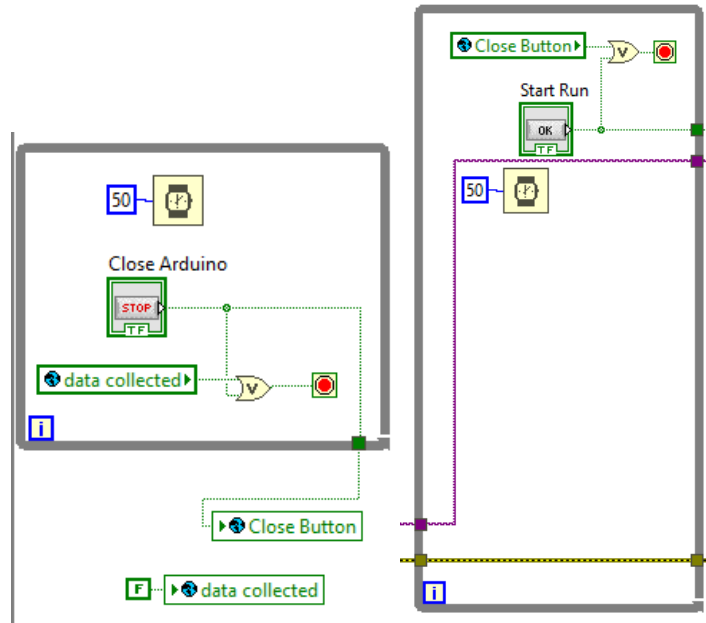 50
Close Arduino
STOP
TF
data collected
V
i
Close Button
F
data collected
Close Button
V
Start Run
OK
TF
50
i